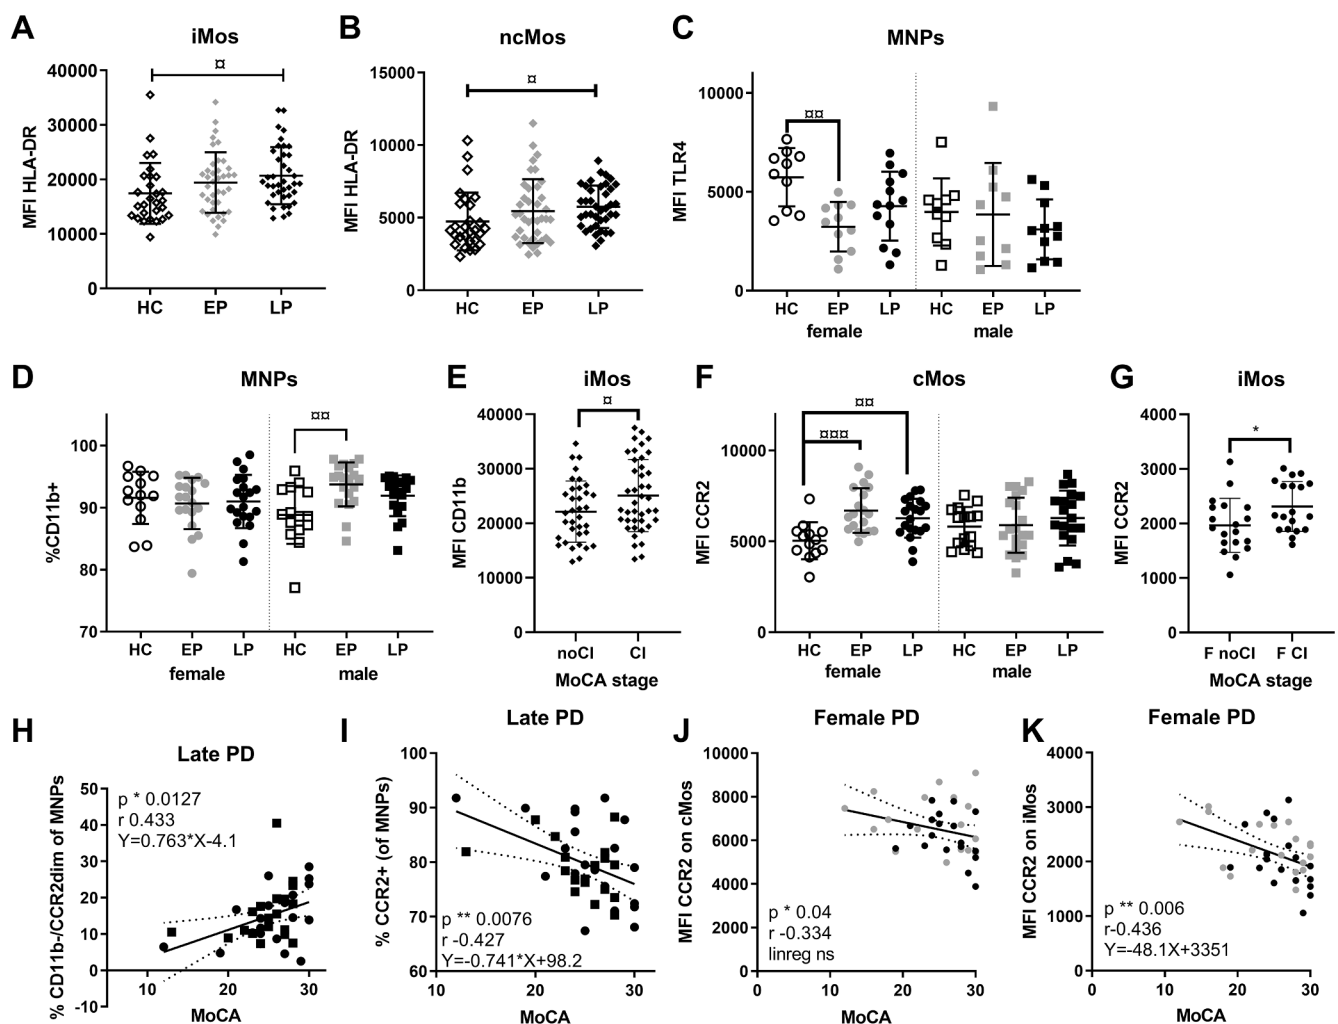 A
iMos
MFI HLA-DR
40000
30000
20000
10000
0
¤
HC EP LP
B
ncMos
MFI HLA-DR
15000
10000
5000
0
¤
HC EP LP
C
MNPs
MFI TLR4
10000
5000
0
¤¤
HC EP LP HC EP LP
female male
D
MNPs
%CD11b+
100
90
80
70
¤¤
HC EP LP HC EP LP
female male
E
iMos
MFI CD11b
40000
30000
20000
10000
0
¤
noCI CI
MoCA stage
F
cMos
MFI CCR2
10000
5000
0
¤¤
¤¤¤
HC EP LP HC EP LP
female male
G
iMos
MFI CCR2
4000
3000
2000
1000
0
*
F noCI F CI
MoCA stage
H
Late PD
% CD11b-/CCR2dim of MNPs
50
40
30
20
10
0
-10
p * 0.0127
r 0.433
Y=0.763*X-4.1
10 20 30
MoCA
I
Late PD
% CCR2+ (of MNPs)
100
90
80
70
60
p ** 0.0076
r -0.427
Y=-0.741*X+98.2
10 20 30
MoCA
J
Female PD
MFI CCR2 on cMos
10000
8000
6000
4000
2000
0
p * 0.04
r -0.334
linreg ns
0 10 20 30
MoCA
K
Female PD
MFI CCR2 on iMos
4000
3000
2000
1000
0
p ** 0.006
r-0.436
Y=-48.1X+3351
0 10 20 30
MoCA